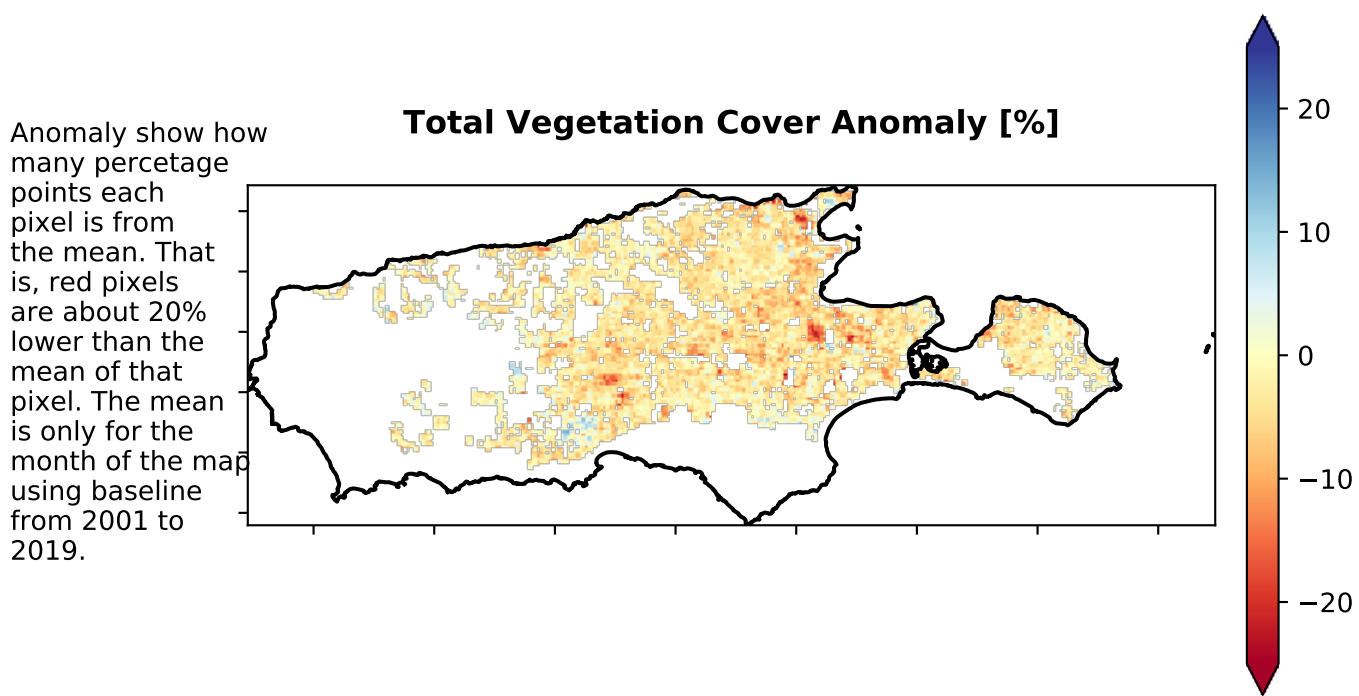 Total Vegetation Cover Anomaly [%]
Anomaly show how
many percetage
points each
pixel is from
the mean. That
is, red pixels
are about 20%
lower than the
mean of that
pixel. The mean
is only for the
month of the map
using baseline
from 2001 to
2019.
20
10
0
−10
−20